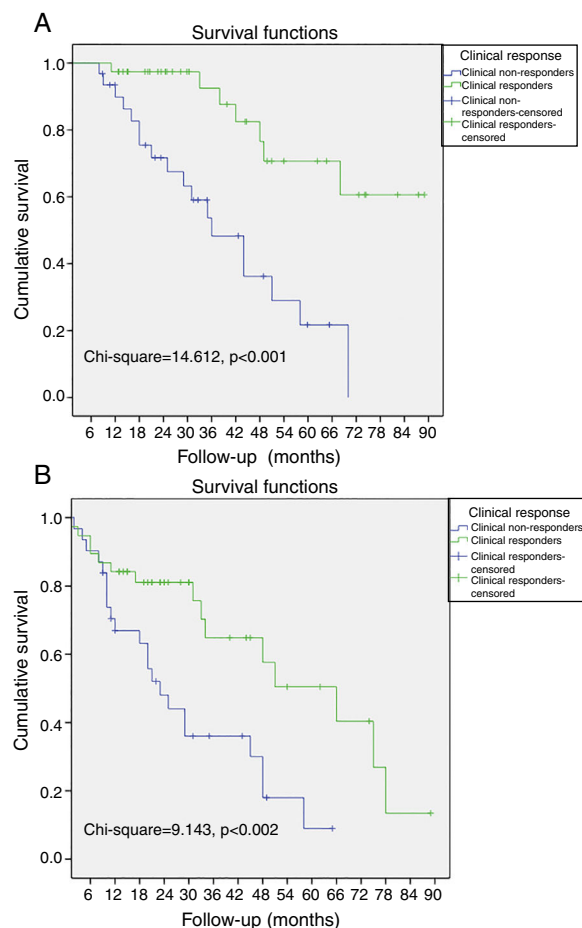 A
Survival functions
Clinical response
Clinical non-responders
Clinical responders
Clinical non-
responders-censored
Clinical responders-
censored
Cumulative survival
1.0
0.8
0.6
0.4
0.2
0.0
Chi-square=14.612, p<0.001
6 12 18 24 30 36 42 48 54 60 66 72 78 84 90
Follow-up (months)
B
Survival functions
Clinical response
Clinical non-responders
Clinical responders
Clinical responders-
censored
Clinical responders-
censored
Cumulative survival
1.0
0.8
0.6
0.4
0.2
0.0
Chi-square=9.143, p<0.002
6 12 18 24 30 36 42 48 54 60 66 72 78 84 90
Follow-up (months)